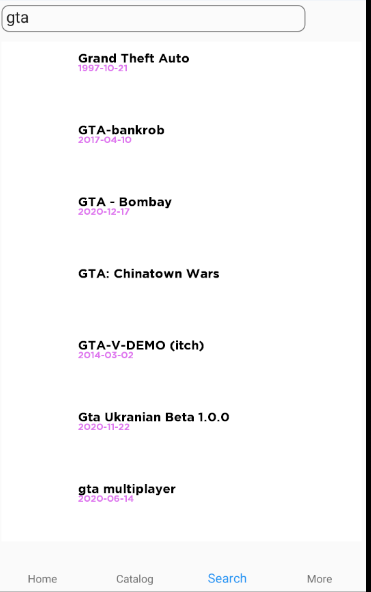 gta
Grand Theft Auto
1997-10-21
GTA-bankrob
2017-04-10
GTA - Bombay
2020-12-17
GTA: Chinatown Wars
GTA-V-DEMO (itch)
2014-03-02
Gta Ukranian Beta 1.0.0
2020-11-22
gta multiplayer
2020-06-14
Home Catalog Search More